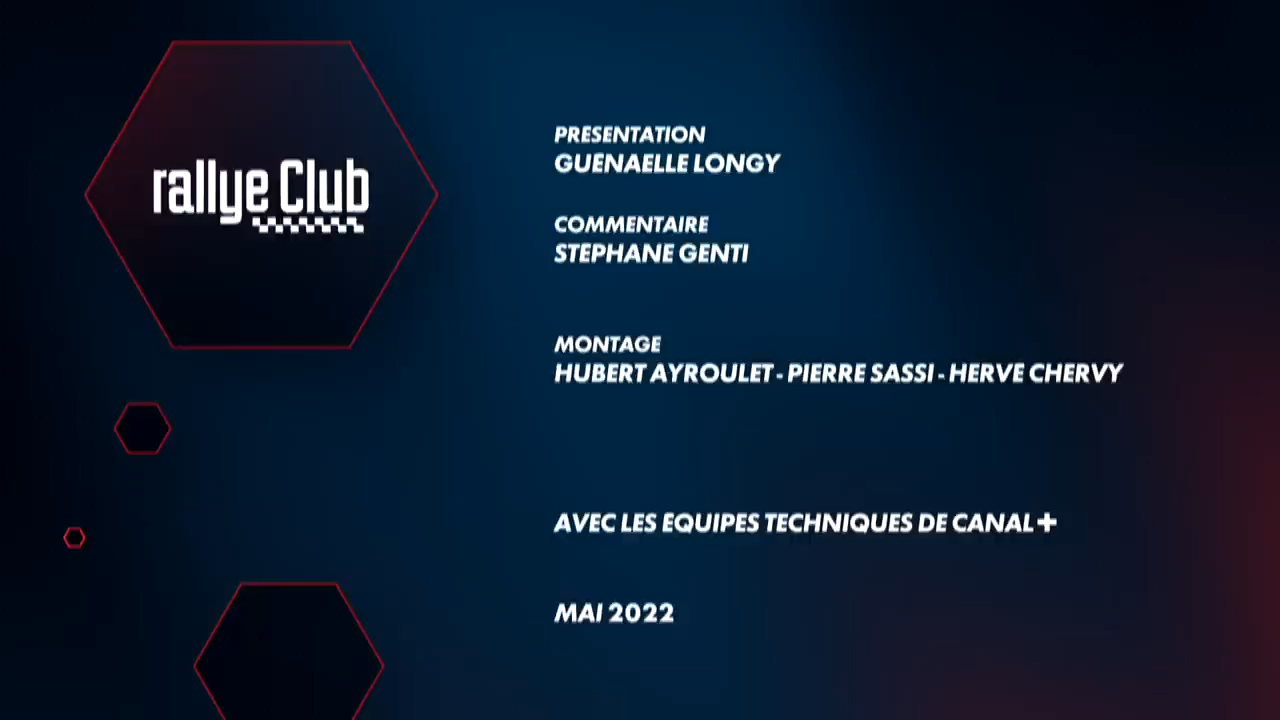 rallye Club
PRESENTATION
GUENAELLE LONGY
COMMENTAIRE
STEPHANE GENTI
MONTAGE
HUBERT AYROULET - PIERRE SASSI - HERVE CHERVY
AVEC LES EQUIPES TECHNIQUES DE CANAL+
MAI 2022